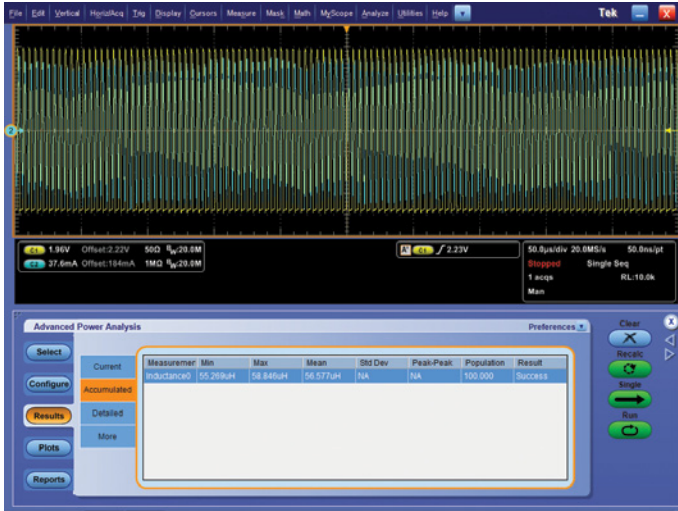 File Edit Vertical Horiz/Acq Trig Display Cursors Measure Mask Math MyScope Analyze Utilities Help Tek X
2
C1 1.96V Offset:2.22V 50Ω BW:20.0M
C2 37.6mA Offset:184mA 1MΩ BW:20.0M
A' C1 2.23V
50.0µs/div 20.0MS/s 50.0ns/pt
Stopped Single Seq
1 acqs RL:10.0k
Man
Advanced Power Analysis Preferences
Select
Configure
Results
Plots
Reports
Current
Accumulated
Detailed
More
Measuremer Min Max Mean Std Dev Peak-Peak Population Result
Inductance0 55.269uH 58.846uH 56.577uH NA NA 100.000 Success
Clear X
Recalc
Single
Run